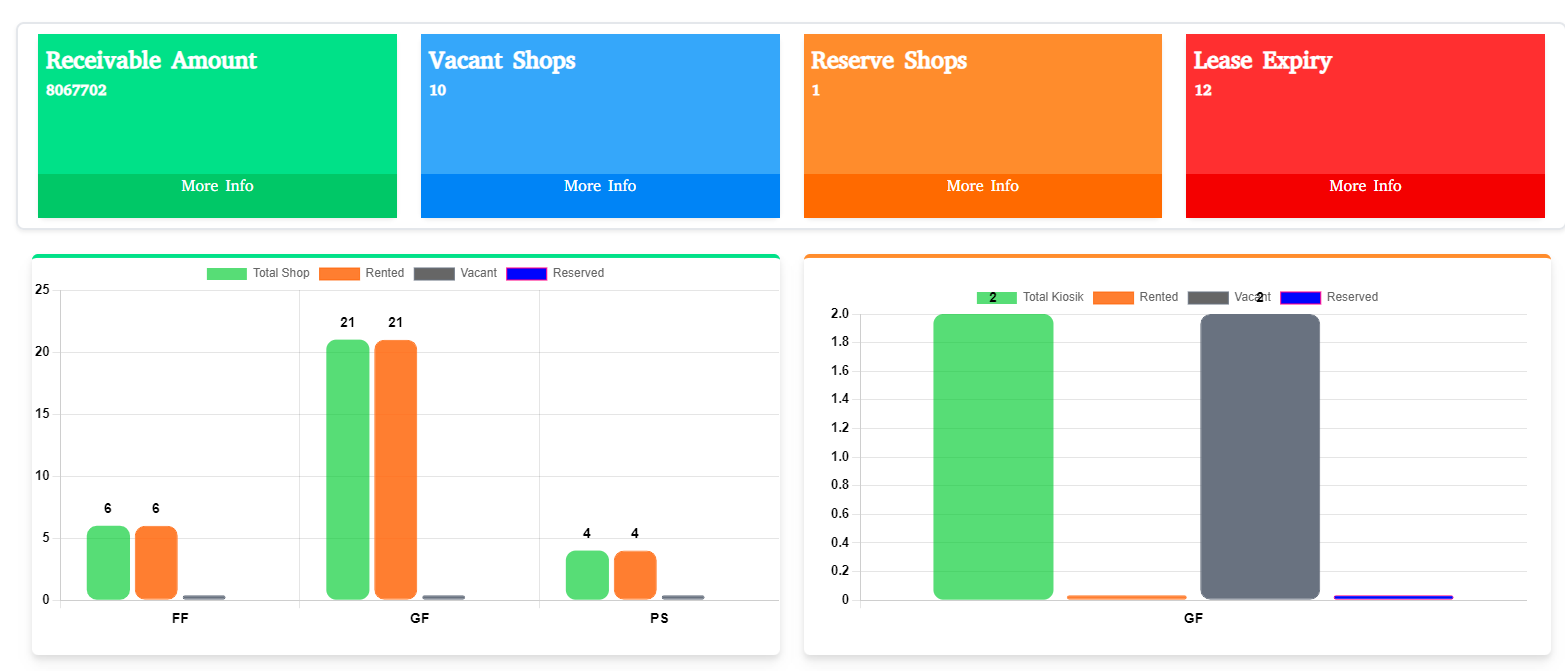 Receivable Amount
8067702
More Info
Vacant Shops
10
More Info
Reserve Shops
1
More Info
Lease Expiry
12
More Info
Total Shop Rented Vacant Reserved
25
20
15
10
5
0
6 6
21 21
4 4
FF GF PS
Total Kiosik Rented Vacant Reserved
2 2
2.0
1.8
1.6
1.4
1.2
1.0
0.8
0.6
0.4
0.2
0
GF